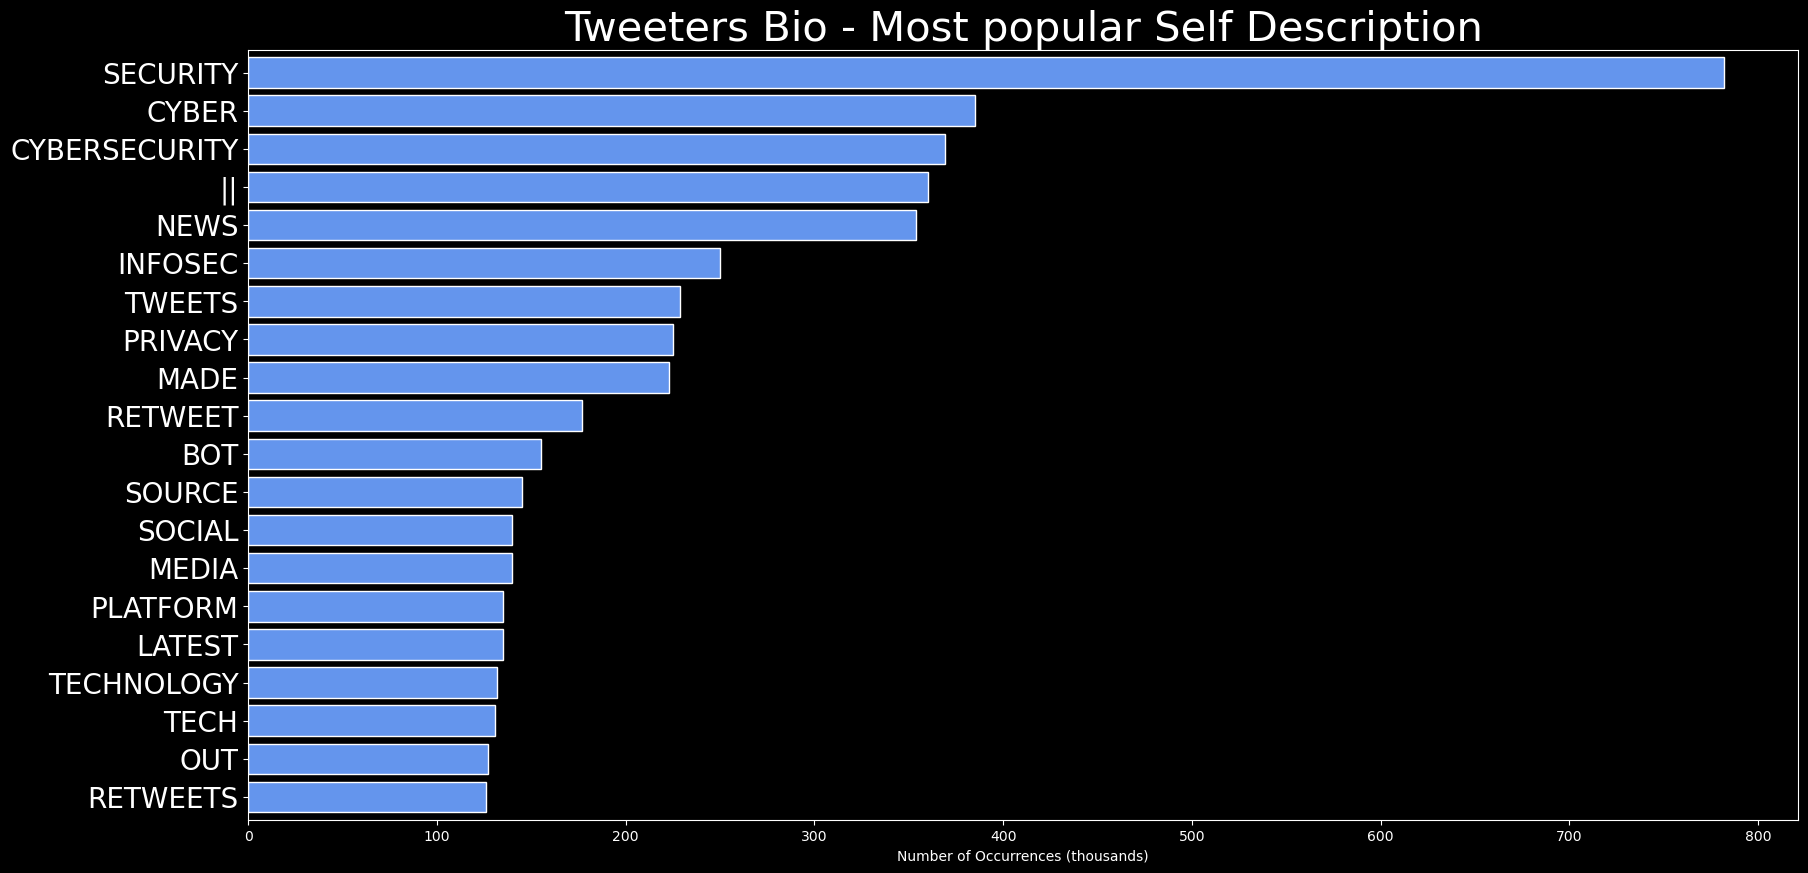 Tweeters Bio - Most popular Self Description
SECURITY
CYBER
CYBERSECURITY
||
NEWS
INFOSEC
TWEETS
PRIVACY
MADE
RETWEET
BOT
SOURCE
SOCIAL
MEDIA
PLATFORM
LATEST
TECHNOLOGY
TECH
OUT
RETWEETS
0 100 200 300 400 500 600 700 800
Number of Occurrences (thousands)